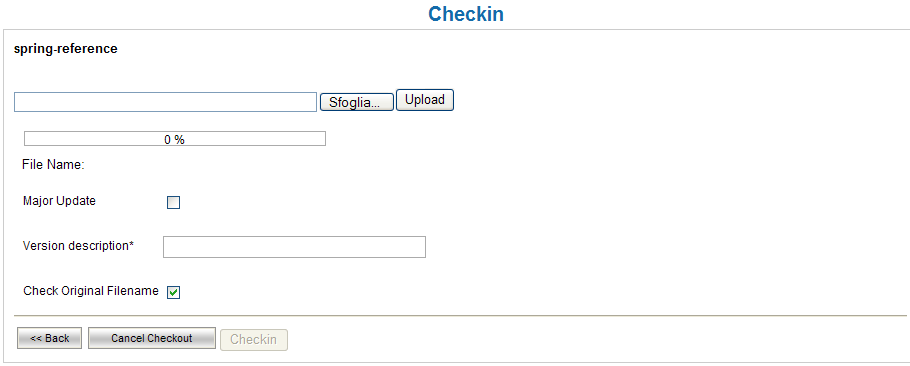 Checkin
spring-reference
Sfoglia... Upload
0 %
File Name:
Major Update
Version description*
Check Original Filename
<< Back Cancel Checkout Checkin